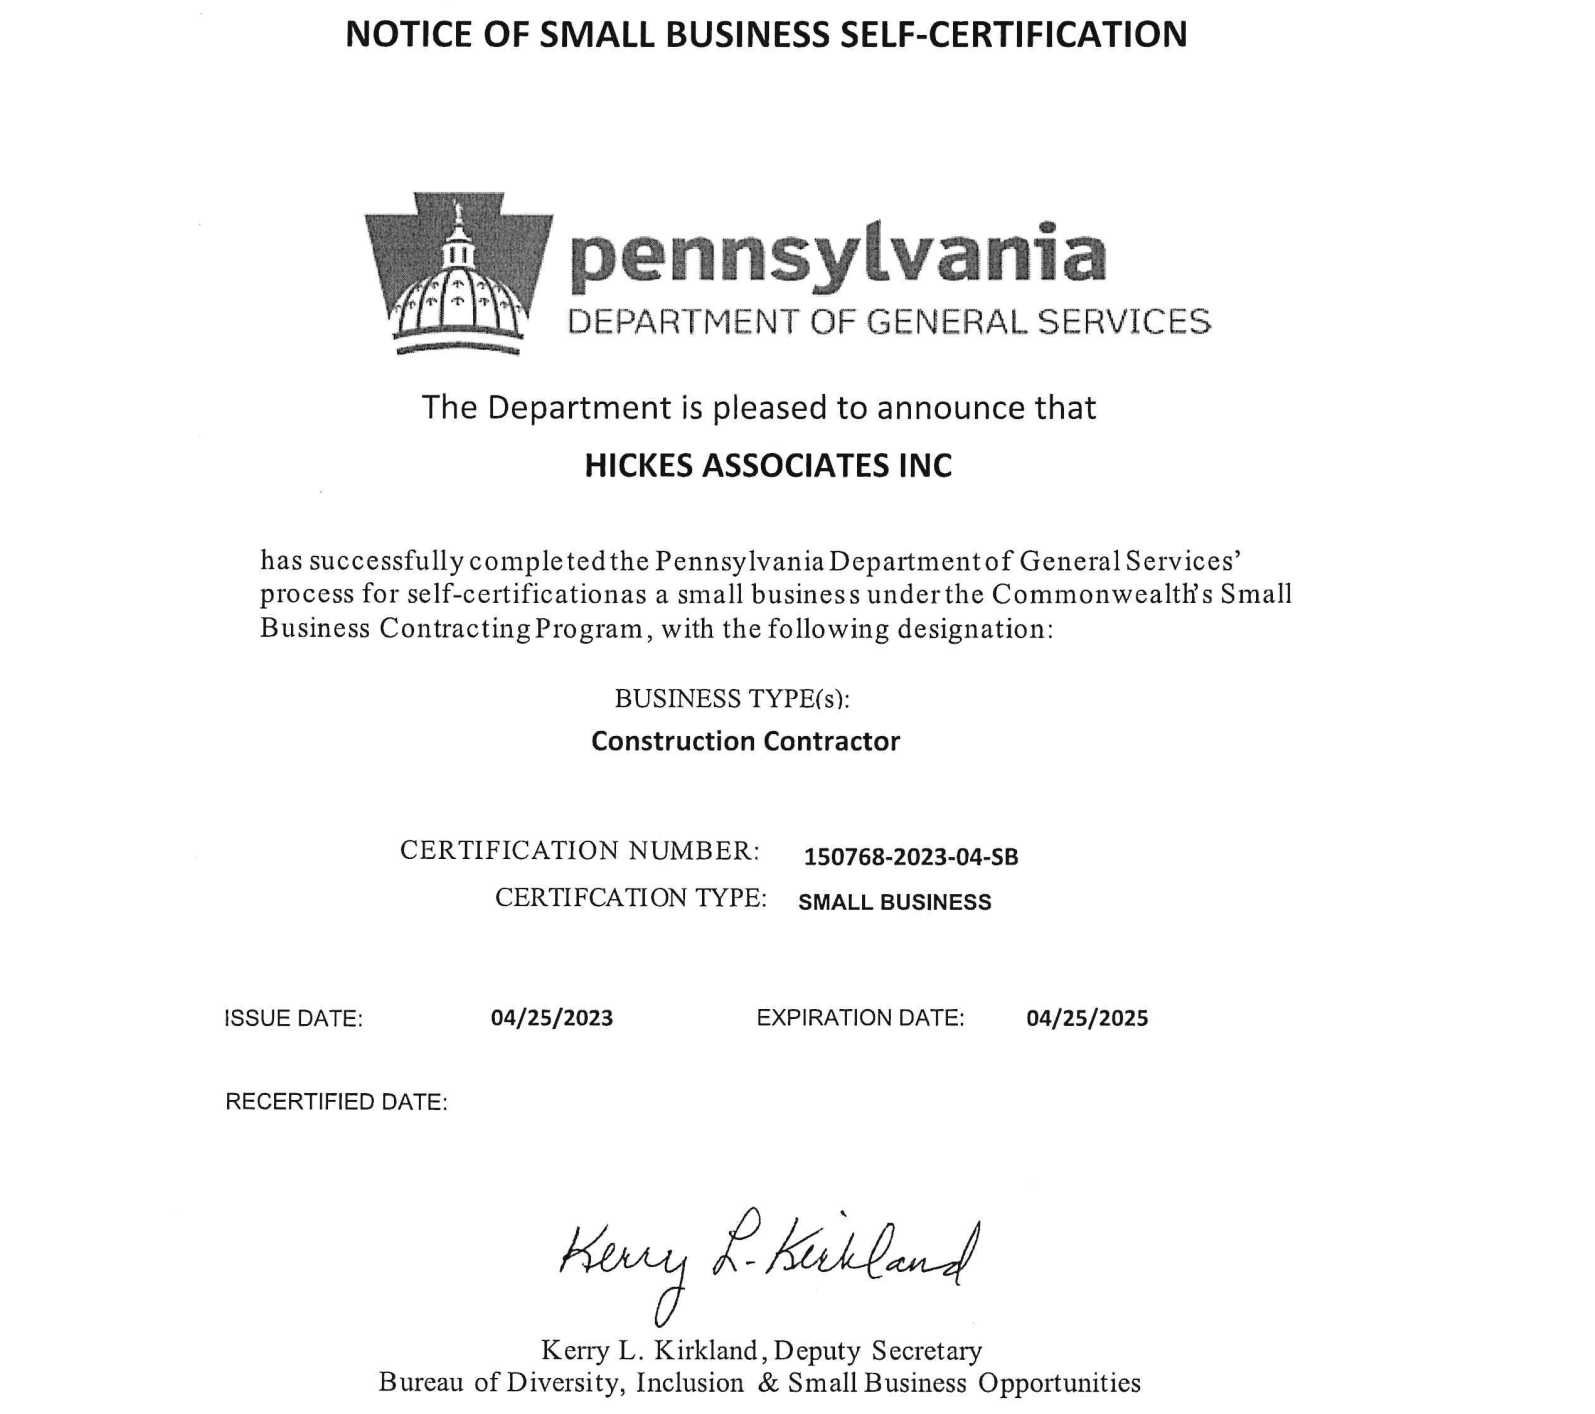 NOTICE OF SMALL BUSINESS SELF-CERTIFICATION
pennsylvania
DEPARTMENT OF GENERAL SERVICES
The Department is pleased to announce that
HICKES ASSOCIATES INC
has successfully completed the Pennsylvania Department of General Services’
process for self-certification as a small business under the Commonwealth's Small
Business Contracting Program, with the following designation:
BUSINESS TYPE(s):
Construction Contractor
CERTIFICATION NUMBER: 150768-2023-04-SB
CERTIFCATION TYPE: SMALL BUSINESS
ISSUE DATE: 04/25/2023 EXPIRATION DATE: 04/25/2025
RECERTIFIED DATE:
Kerry L. Kirkland
Kerry L. Kirkland, Deputy Secretary
Bureau of Diversity, Inclusion & Small Business Opportunities